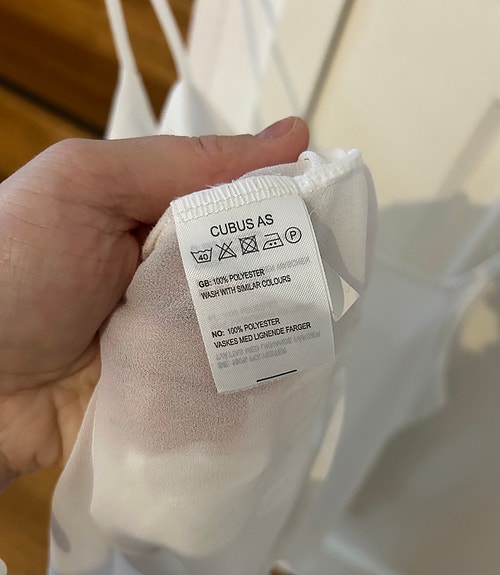 CUBUS AS
40 P
GB: 100% POLYESTER
WASH WITH SIMILAR COLOURS
NO: 100% POLYESTER
VASKES MED LIGNENDE FARGER